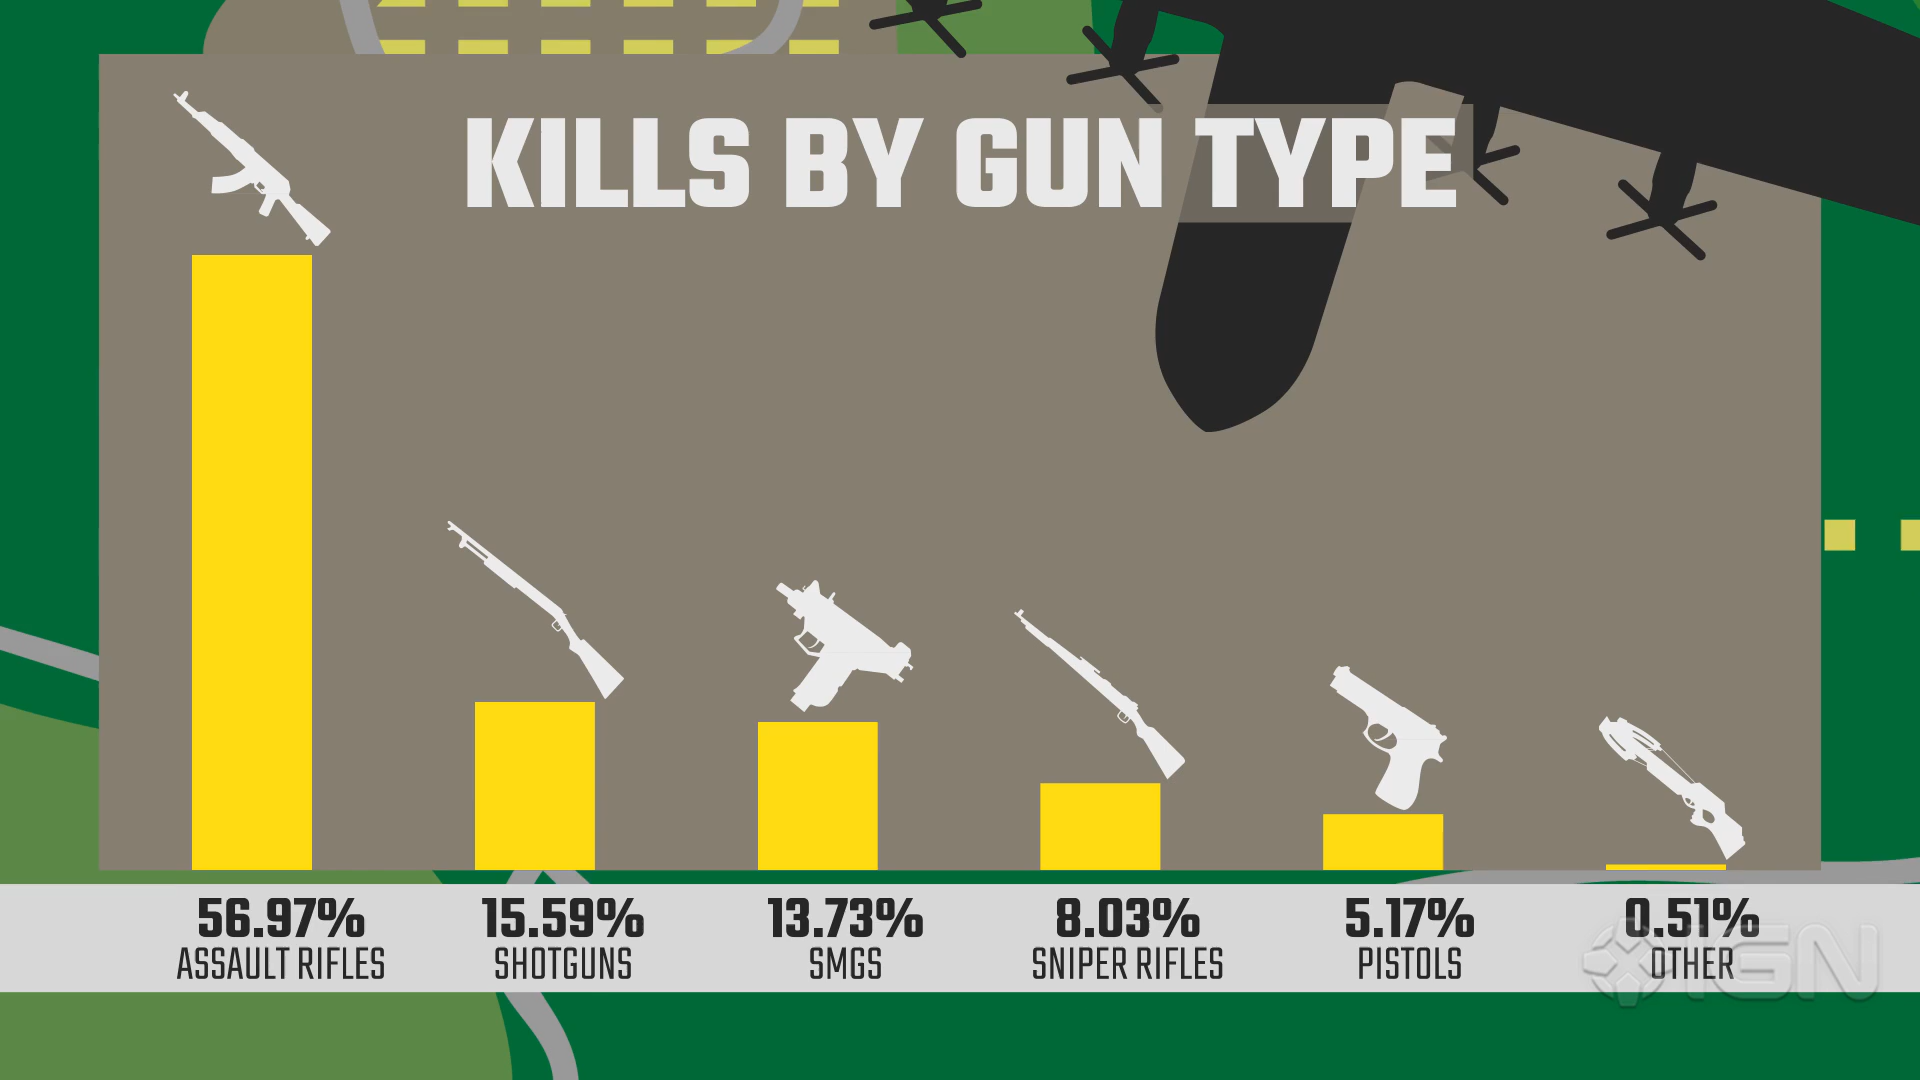 KILLS BY GUN TYPE
56.97%
ASSAULT RIFLES
15.59%
SHOTGUNS
13.73%
SMGS
8.03%
SNIPER RIFLES
5.17%
PISTOLS
0.51%
OTHER
IGN